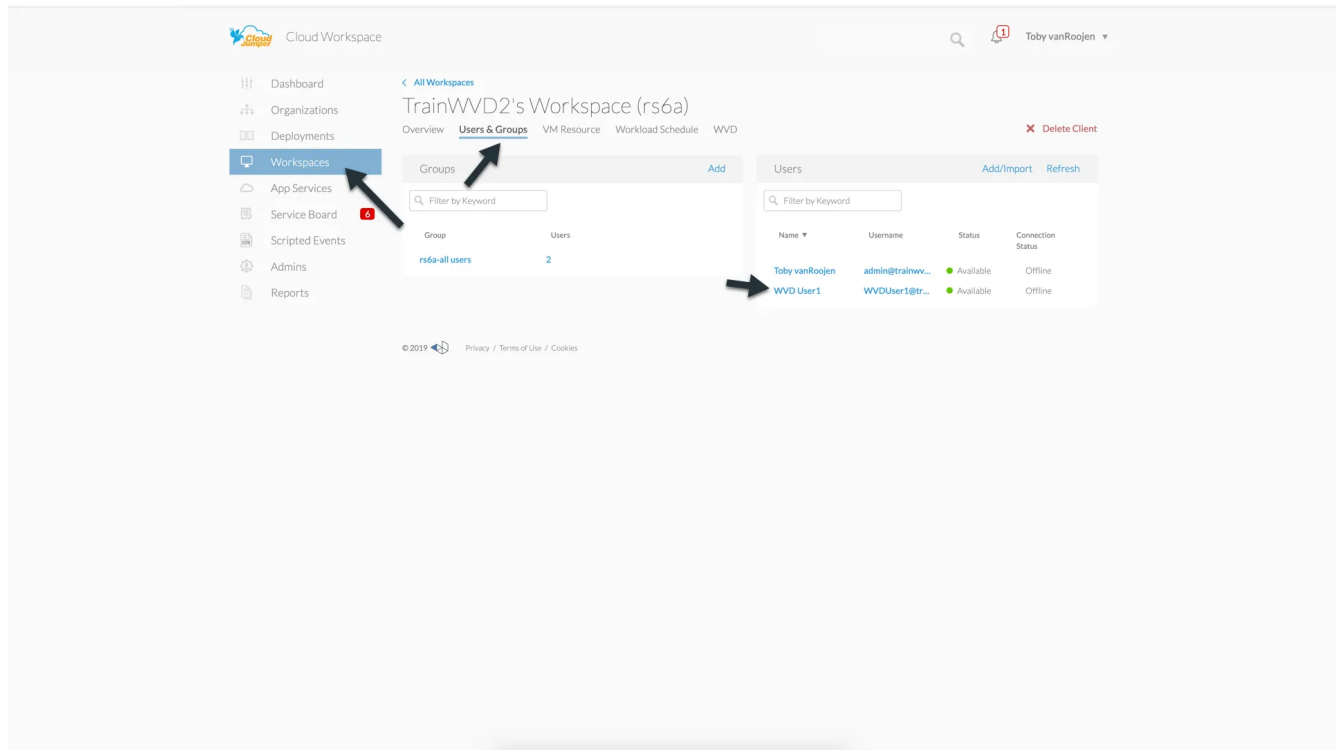 Cloud Jumper Cloud Workspace
1
Toby vanRoojen ▼
Dashboard
Organizations
Deployments
Workspaces
App Services
Service Board 6
Scripted Events
Admins
Reports
< All Workspaces
TrainWVD2's Workspace (rs6a)
Overview Users & Groups VM Resource Workload Schedule WVD
Delete Client
Groups Add
Filter by Keyword
Group Users
rs6a-all users 2
Users Add/Import Refresh
Filter by Keyword
Name ▼ Username Status Connection Status
Toby vanRoojen admin@trainwv... Available Offline
WVD User1 WVDUser1@tr... Available Offline
© 2019 Privacy / Terms of Use / Cookies